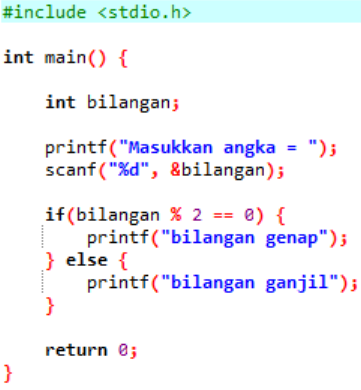 #include <stdio.h>
int main() {
int bilangan;
printf("Masukkan angka = ");
scanf("%d", &bilangan);
if(bilangan % 2 == 0) {
printf("bilangan genap");
} else {
printf("bilangan ganjil");
}
return 0;
}